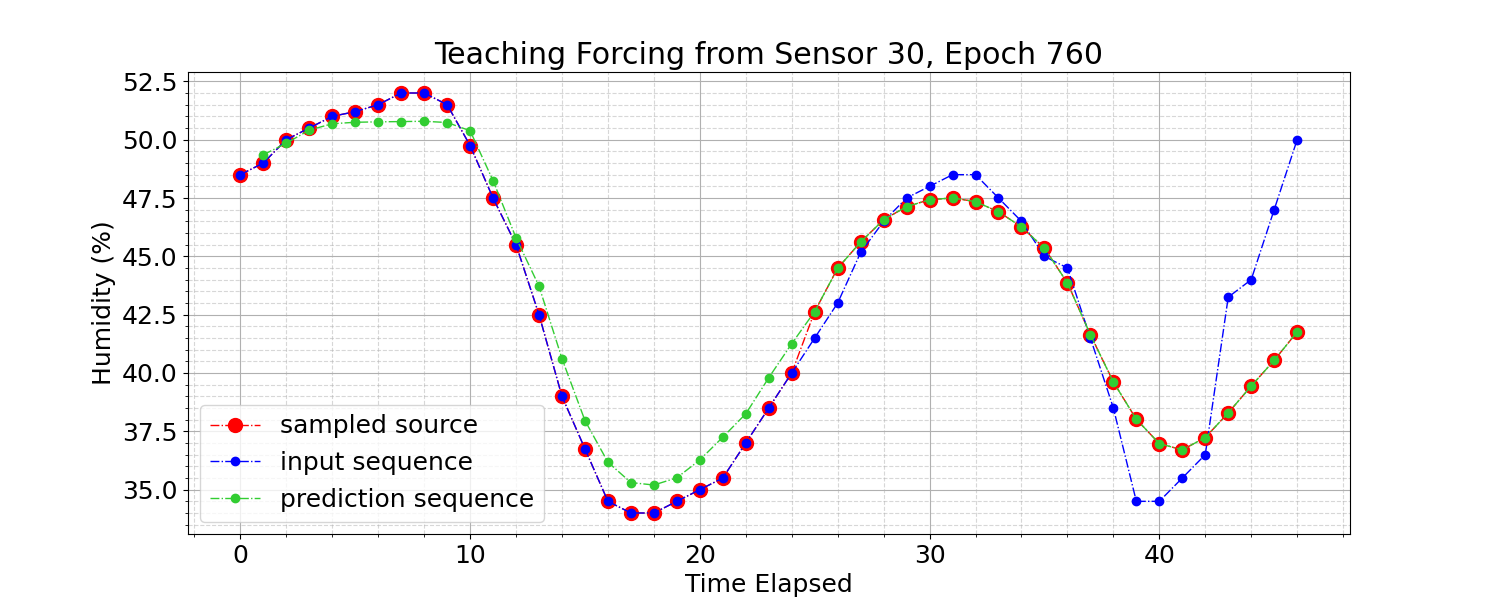 Teaching Forcing from Sensor 30, Epoch 760
52.5
50.0
47.5
45.0
42.5
40.0
37.5
35.0
Humidity (%)
sampled source
input sequence
prediction sequence
0 10 20 30 40
Time Elapsed